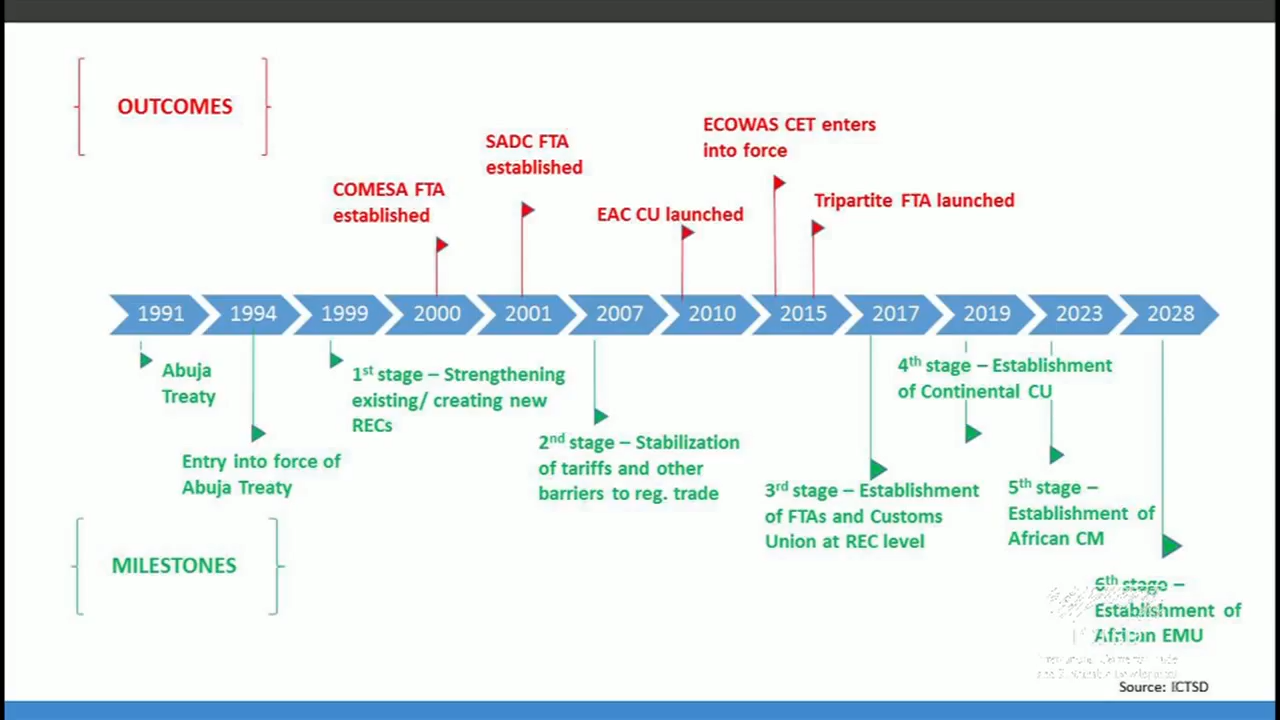 OUTCOMES
ECOWAS CET enters
into force
SADC FTA
established
COMESA FTA
established
EAC CU launched
Tripartite FTA launched
1991 1994 1999 2000 2001 2007 2010 2015 2017 2019 2023 2028
Abuja
Treaty
Entry into force of
Abuja Treaty
1st stage – Strengthening
existing/ creating new
RECs
2nd stage – Stabilization
of tariffs and other
barriers to reg. trade
3rd stage – Establishment
of FTAs and Customs
Union at REC level
4th stage – Establishment
of Continental CU
5th stage –
Establishment of
African CM
6th stage –
Establishment of
African EMU
MILESTONES
Source: ICTSD